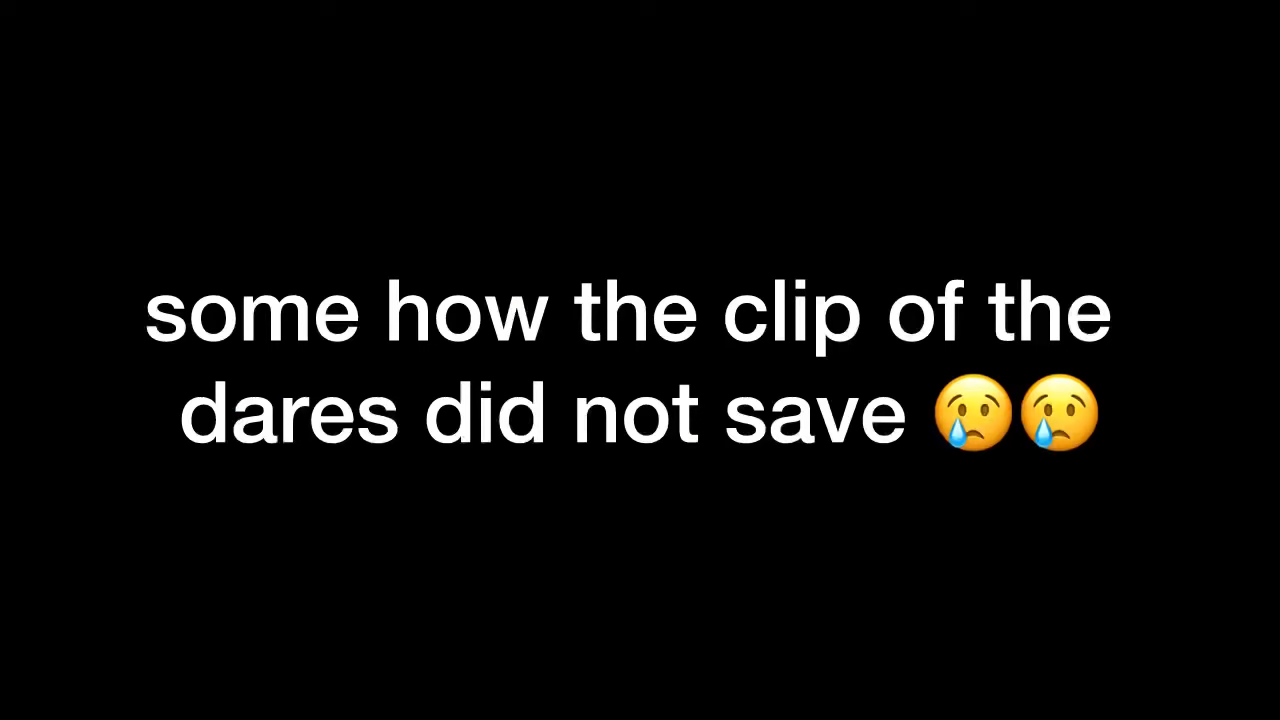 some how the clip of the
dares did not save 😢😢